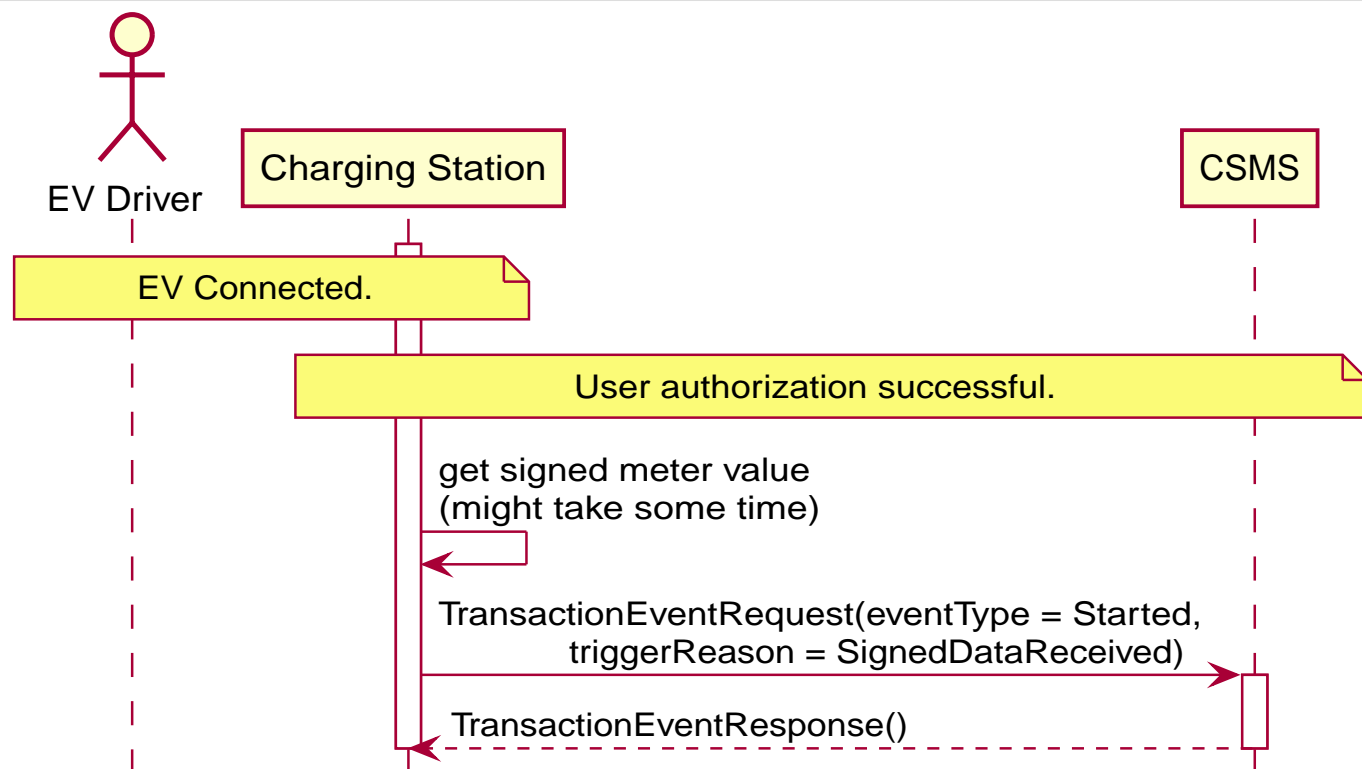 EV Driver
Charging Station
CSMS
EV Connected.
User authorization successful.
get signed meter value
(might take some time)
TransactionEventRequest(eventType = Started,
triggerReason = SignedDataReceived)
TransactionEventResponse()